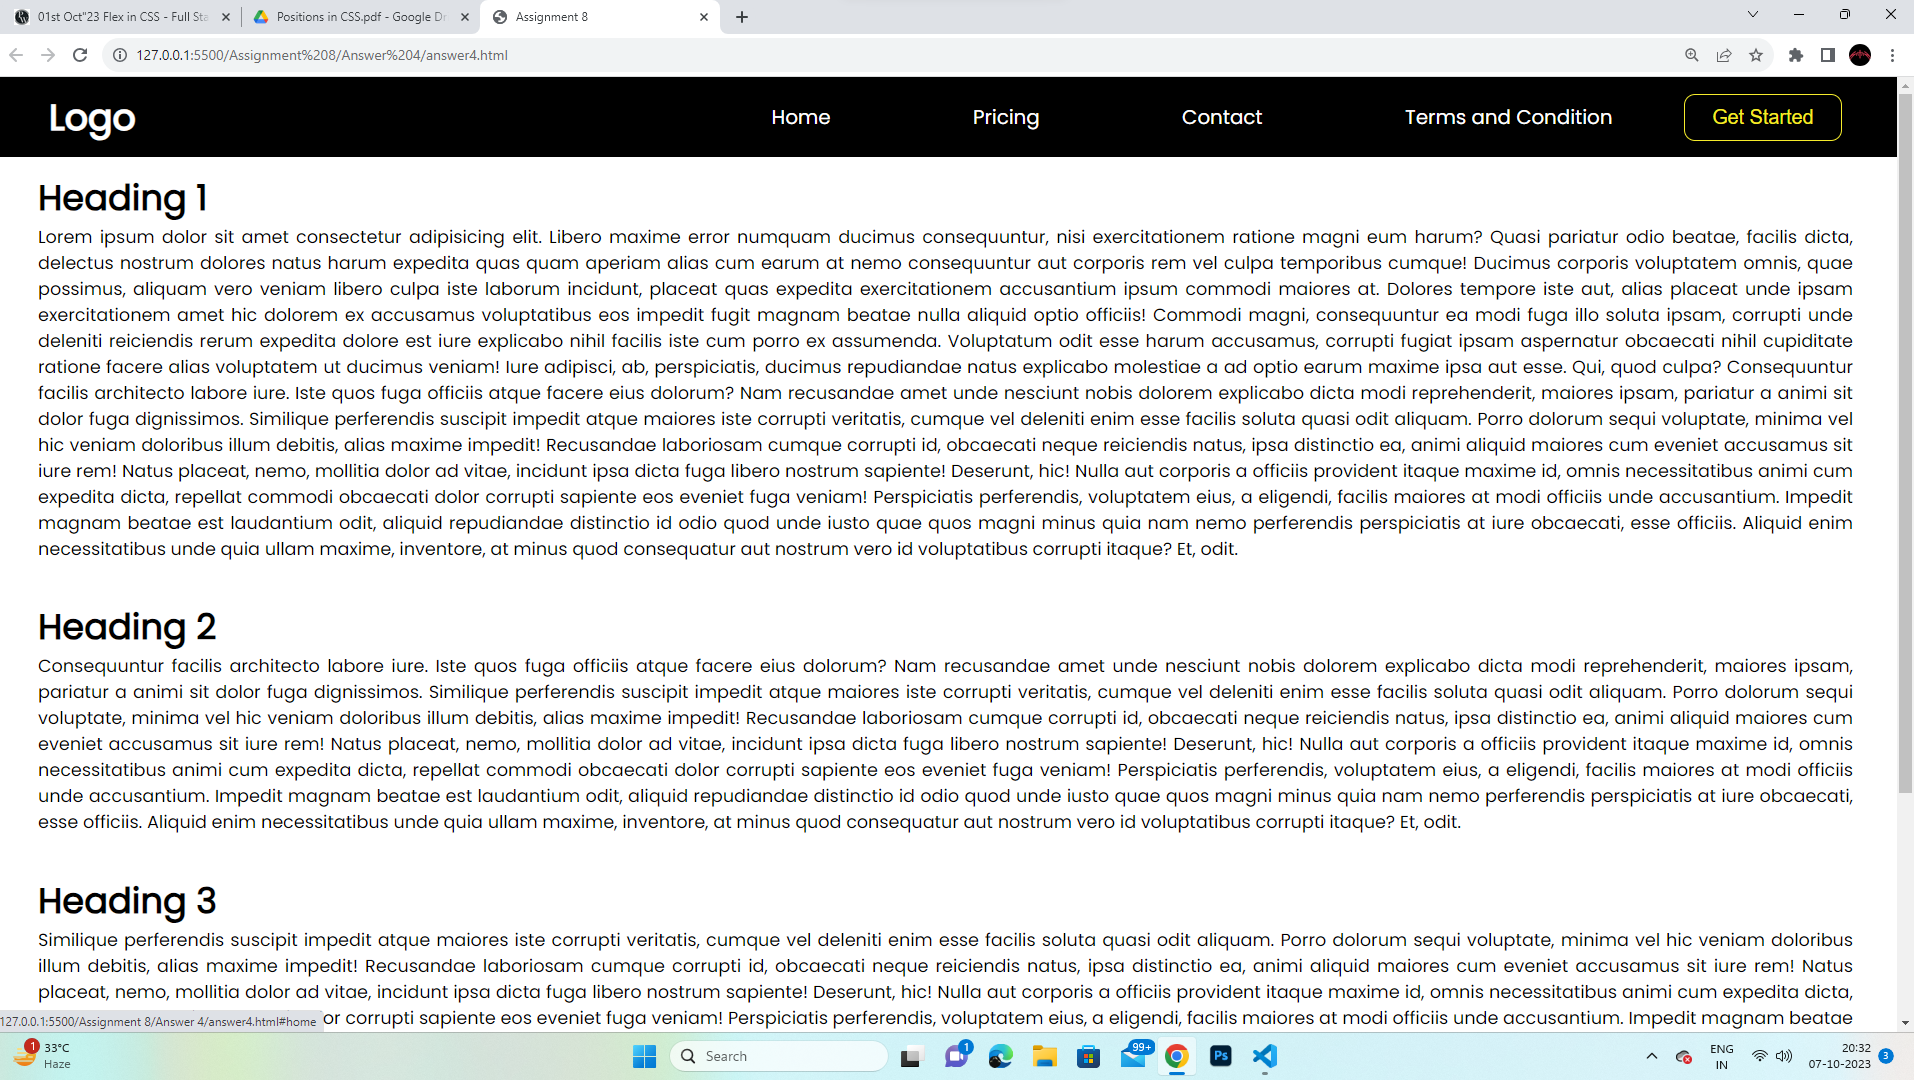 01st Oct"23 Flex in CSS - Full Sta
Positions in CSS.pdf - Google Dr
Assignment 8
127.0.0.1:5500/Assignment%208/Answer%204/answer4.html
Logo
Home
Pricing
Contact
Terms and Condition
Get Started
Heading 1
Lorem ipsum dolor sit amet consectetur adipisicing elit. Libero maxime error numquam ducimus consequuntur, nisi exercitationem ratione magni eum harum? Quasi pariatur odio beatae, facilis dicta,
delectus nostrum dolores natus harum expedita quas quam aperiam alias cum earum at nemo consequuntur aut corporis rem vel culpa temporibus cumque! Ducimus corporis voluptatem omnis, quae
possimus, aliquam vero veniam libero culpa iste laborum incidunt, placeat quas expedita exercitationem accusantium ipsum commodi maiores at. Dolores tempore iste aut, alias placeat unde ipsam
exercitationem amet hic dolorem ex accusamus voluptatibus eos impedit fugit magnam beatae nulla aliquid optio officiis! Commodi magni, consequuntur ea modi fuga illo soluta ipsam, corrupti unde
deleniti reiciendis rerum expedita dolore est iure explicabo nihil facilis iste cum porro ex assumenda. Voluptatum odit esse harum accusamus, corrupti fugiat ipsam aspernatur obcaecati nihil cupiditate
ratione facere alias voluptatem ut ducimus veniam! Iure adipisci, ab, perspiciatis, ducimus repudiandae natus explicabo molestiae a ad optio earum maxime ipsa aut esse. Qui, quod culpa? Consequuntur
facilis architecto labore iure. Iste quos fuga officiis atque facere eius dolorum? Nam recusandae amet unde nesciunt nobis dolorem explicabo dicta modi reprehenderit, maiores ipsam, pariatur a animi sit
dolor fuga dignissimos. Similique perferendis suscipit impedit atque maiores iste corrupti veritatis, cumque vel deleniti enim esse facilis soluta quasi odit aliquam. Porro dolorum sequi voluptate, minima vel
hic veniam doloribus illum debitis, alias maxime impedit! Recusandae laboriosam cumque corrupti id, obcaecati neque reiciendis natus, ipsa distinctio ea, animi aliquid maiores cum eveniet accusamus sit
iure rem! Natus placeat, nemo, mollitia dolor ad vitae, incidunt ipsa dicta fuga libero nostrum sapiente! Deserunt, hic! Nulla aut corporis a officiis provident itaque maxime id, omnis necessitatibus animi cum
expedita dicta, repellat commodi obcaecati dolor corrupti sapiente eos eveniet fuga veniam! Perspiciatis perferendis, voluptatem eius, a eligendi, facilis maiores at modi officiis unde accusantium. Impedit
magnam beatae est laudantium odit, aliquid repudiandae distinctio id odio quod unde iusto quae quos magni minus quia nam nemo perferendis perspiciatis at iure obcaecati, esse officiis. Aliquid enim
necessitatibus unde quia ullam maxime, inventore, at minus quod consequatur aut nostrum vero id voluptatibus corrupti itaque? Et, odit.
Heading 2
Consequuntur facilis architecto labore iure. Iste quos fuga officiis atque facere eius dolorum? Nam recusandae amet unde nesciunt nobis dolorem explicabo dicta modi reprehenderit, maiores ipsam,
pariatur a animi sit dolor fuga dignissimos. Similique perferendis suscipit impedit atque maiores iste corrupti veritatis, cumque vel deleniti enim esse facilis soluta quasi odit aliquam. Porro dolorum sequi
voluptate, minima vel hic veniam doloribus illum debitis, alias maxime impedit! Recusandae laboriosam cumque corrupti id, obcaecati neque reiciendis natus, ipsa distinctio ea, animi aliquid maiores cum
eveniet accusamus sit iure rem! Natus placeat, nemo, mollitia dolor ad vitae, incidunt ipsa dicta fuga libero nostrum sapiente! Deserunt, hic! Nulla aut corporis a officiis provident itaque maxime id, omnis
necessitatibus animi cum expedita dicta, repellat commodi obcaecati dolor corrupti sapiente eos eveniet fuga veniam! Perspiciatis perferendis, voluptatem eius, a eligendi, facilis maiores at modi officiis
unde accusantium. Impedit magnam beatae est laudantium odit, aliquid repudiandae distinctio id odio quod unde iusto quae quos magni minus quia nam nemo perferendis perspiciatis at iure obcaecati,
esse officiis. Aliquid enim necessitatibus unde quia ullam maxime, inventore, at minus quod consequatur aut nostrum vero id voluptatibus corrupti itaque? Et, odit.
Heading 3
Similique perferendis suscipit impedit atque maiores iste corrupti veritatis, cumque vel deleniti enim esse facilis soluta quasi odit aliquam. Porro dolorum sequi voluptate, minima vel hic veniam doloribus
illum debitis, alias maxime impedit! Recusandae laboriosam cumque corrupti id, obcaecati neque reiciendis natus, ipsa distinctio ea, animi aliquid maiores cum eveniet accusamus sit iure rem! Natus
placeat, nemo, mollitia dolor ad vitae, incidunt ipsa dicta fuga libero nostrum sapiente! Deserunt, hic! Nulla aut corporis a officiis provident itaque maxime id, omnis necessitatibus animi cum expedita dicta,
or corrupti sapiente eos eveniet fuga veniam! Perspiciatis perferendis, voluptatem eius, a eligendi, facilis maiores at modi officiis unde accusantium. Impedit magnam beatae
127.0.0.1:5500/Assignment 8/Answer 4/answer4.html#home
1
33°C
Haze
Search
1
99+
Ps
ENG
IN
20:32
07-10-2023
3